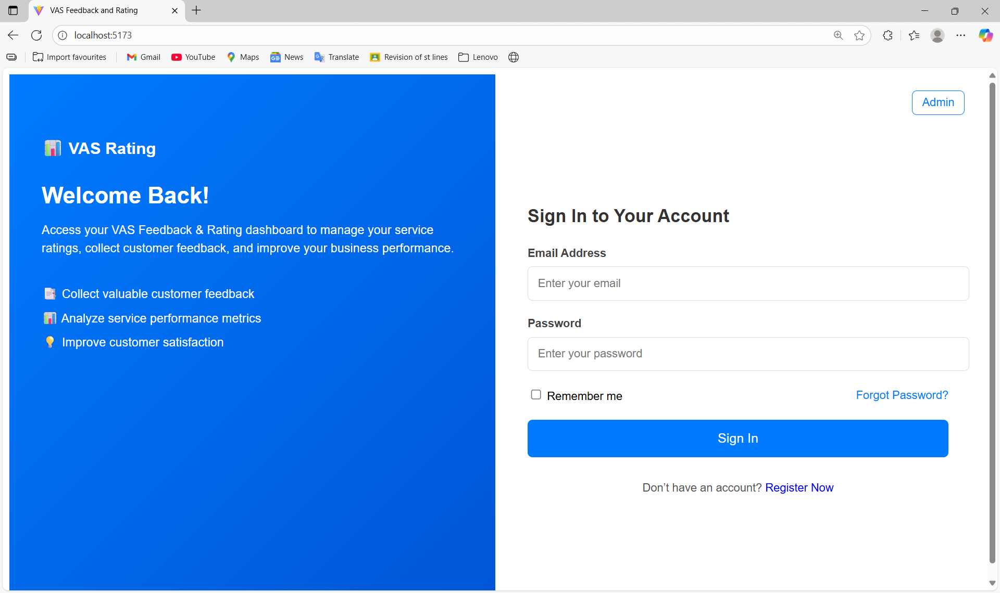 VAS Feedback and Rating
localhost:5173
Import favourites
Gmail
YouTube
Maps
News
Translate
Revision of st lines
Lenovo
Admin
VAS Rating
Welcome Back!
Access your VAS Feedback & Rating dashboard to manage your service
ratings, collect customer feedback, and improve your business performance.
Collect valuable customer feedback
Analyze service performance metrics
Improve customer satisfaction
Sign In to Your Account
Email Address
Enter your email
Password
Enter your password
Remember me
Forgot Password?
Sign In
Don’t have an account? Register Now